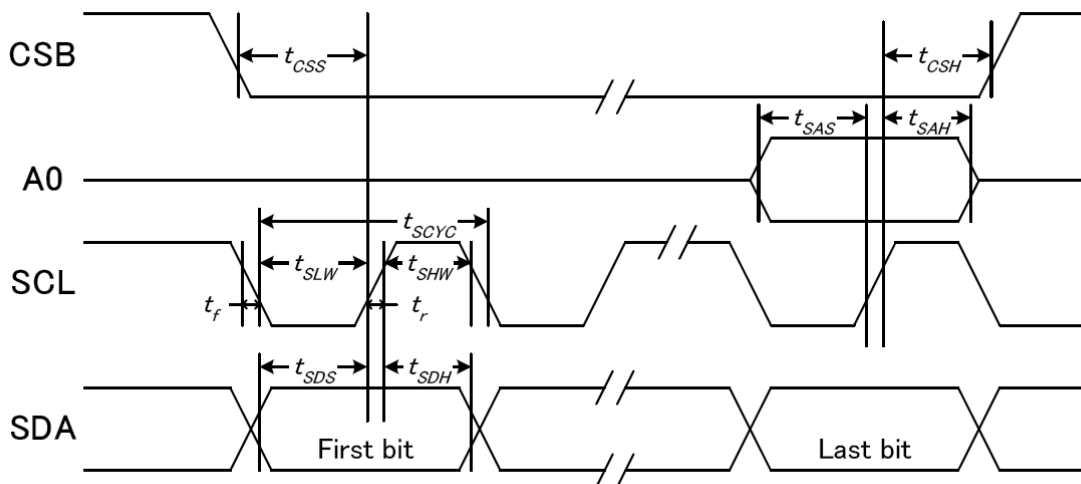 CSB
tCSS
tCSH
A0
tSAS
tSAH
tSCYC
SCL
tSLW
tSHW
tf
tr
SDA
tSDS
tSDH
First bit
Last bit